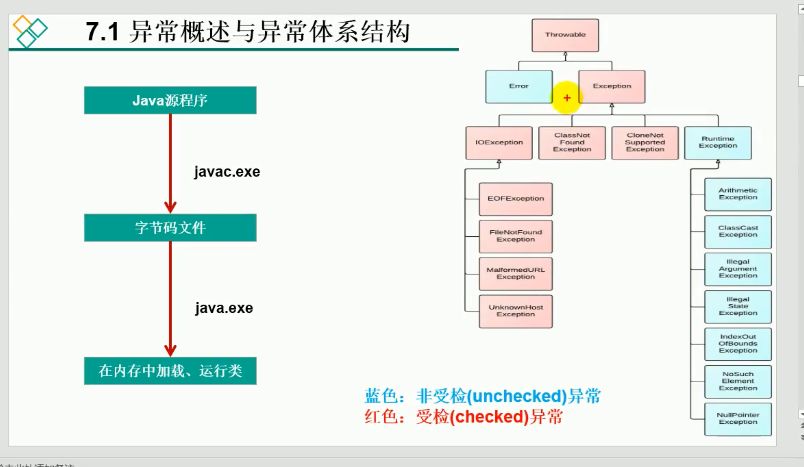 7.1 异常概述与异常体系结构
Java源程序
javac.exe
字节码文件
java.exe
在内存中加载、运行类
Throwable
Error
Exception
IOException
ClassNot
Found
Exception
CloneNot
Supported
Exception
Runtime
Exception
EOFException
FileNotFound
Exception
MalformedURL
Exception
UnknownHost
Exception
Arithmetic
Exception
ClassCast
Exception
Illegal
Argument
Exception
Illegal
State
Exception
IndexOut
OfBounds
Exception
NoSuch
Element
Exception
NullPointer
Exception
蓝色：非受检(unchecked)异常
红色：受检(checked)异常